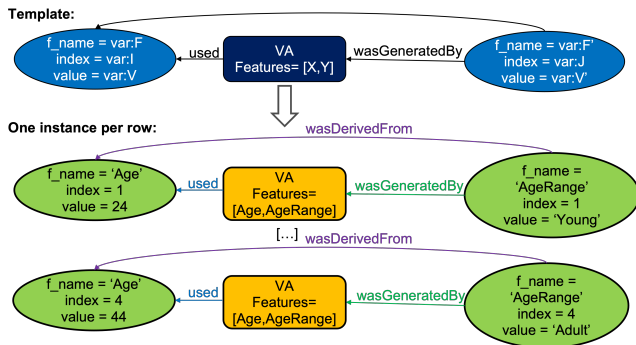 Template:
f_name = var:F
index = var:I
value = var:V
used
VA
Features= [X,Y]
wasGeneratedBy
f_name = var:F’
index = var:J
value = var:V’
One instance per row:
wasDerivedFrom
f_name = ‘Age’
index = 1
value = 24
used
VA
Features=
[Age,AgeRange]
wasGeneratedBy
f_name =
‘AgeRange’
index = 1
value = ‘Young’
[…]
wasDerivedFrom
f_name = ‘Age’
index = 4
value = 44
used
VA
Features=
[Age,AgeRange]
wasGeneratedBy
f_name =
‘AgeRange’
index = 4
value = ‘Adult’